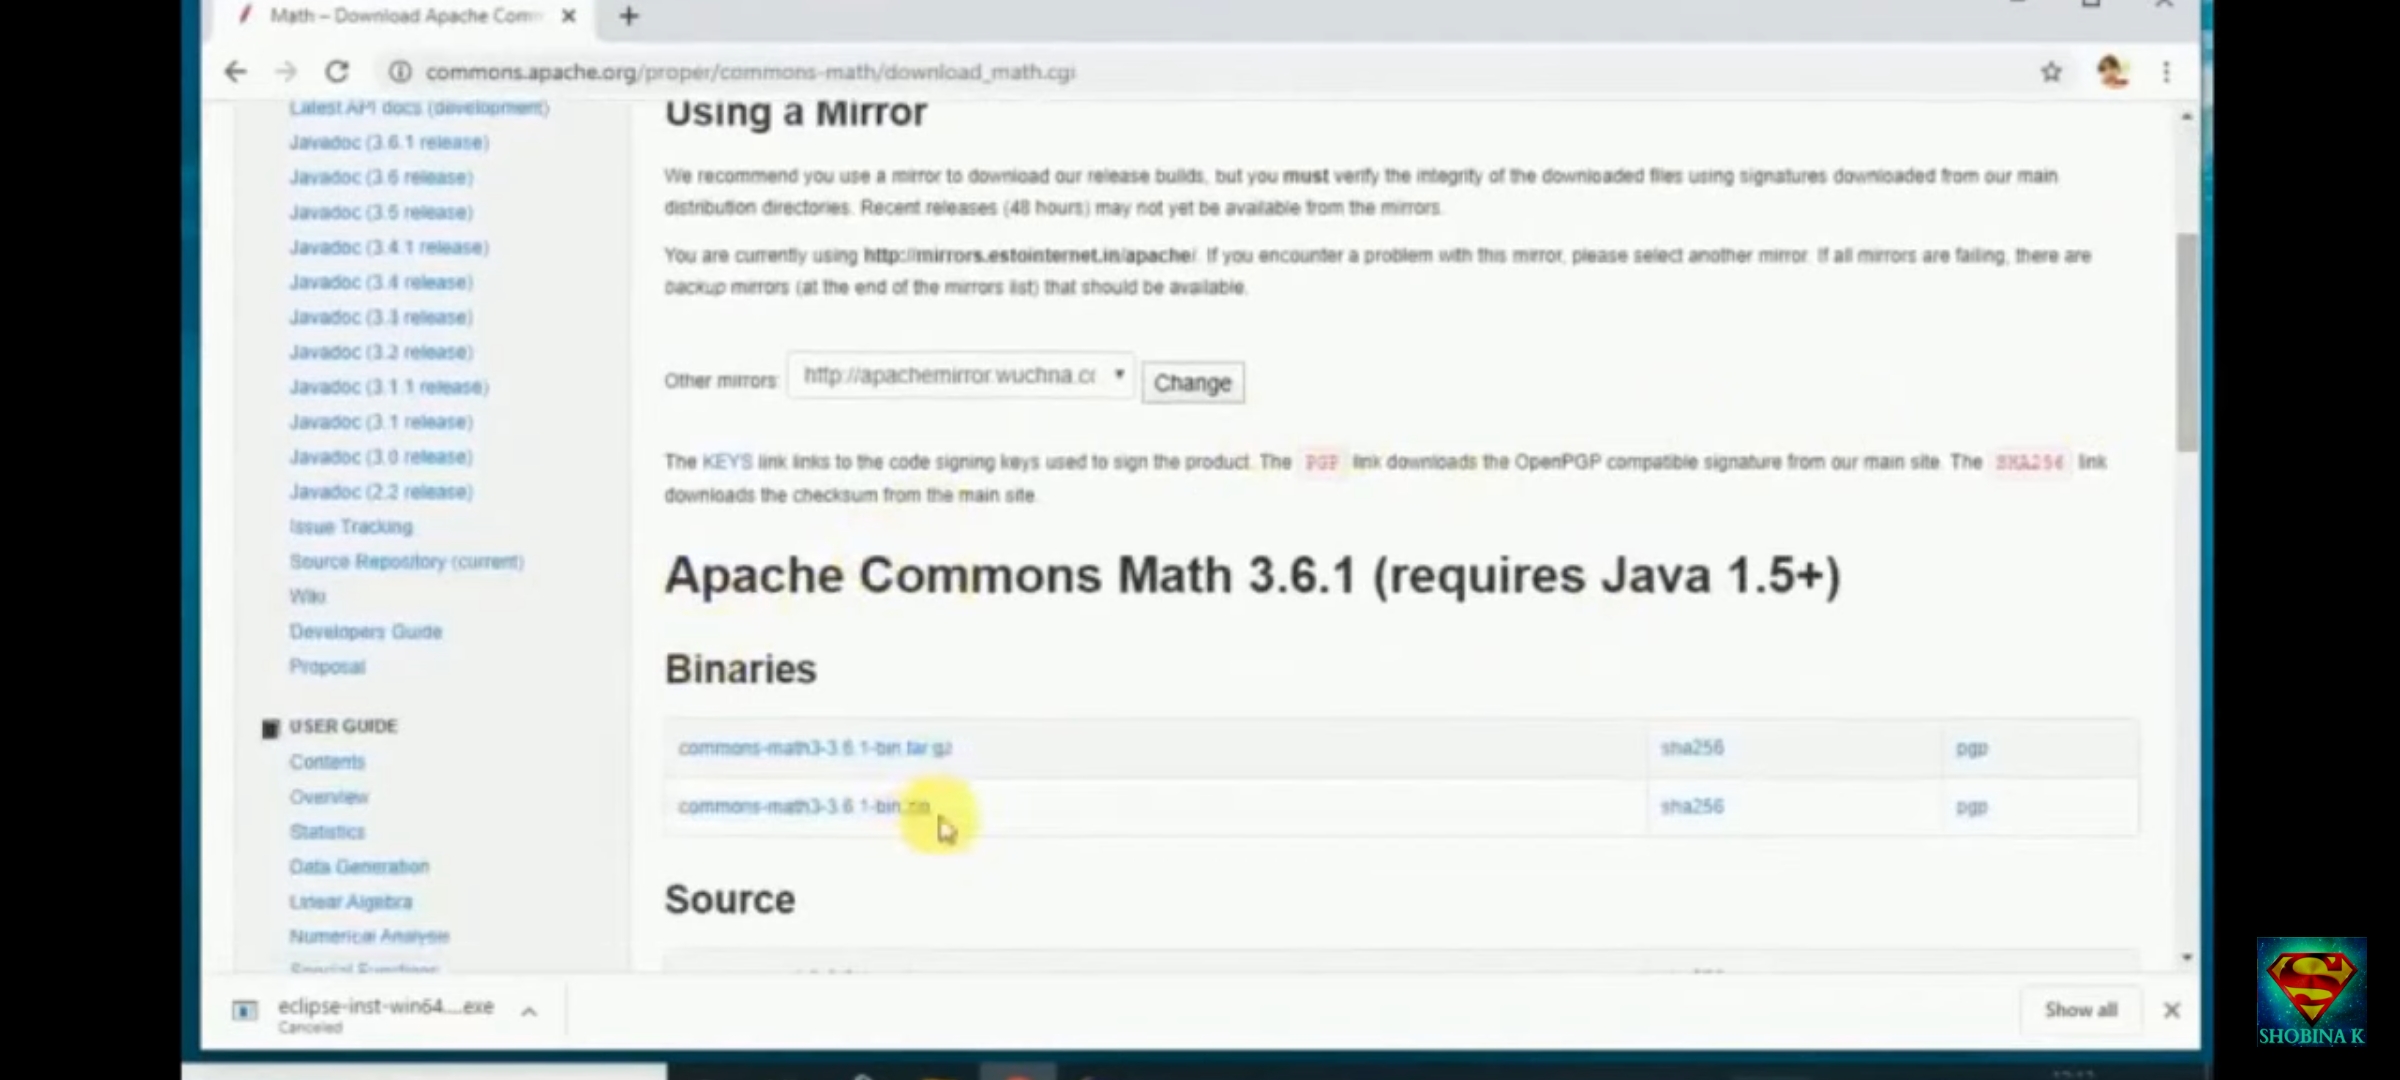 Math – Download Apache Com
commons.apache.org/proper/commons-math/download_math.cgi
Latest API docs (development)
Javadoc (3.6.1 release)
Javadoc (3.6 release)
Javadoc (3.5 release)
Javadoc (3.4.1 release)
Javadoc (3.4 release)
Javadoc (3.3 release)
Javadoc (3.2 release)
Javadoc (3.1.1 release)
Javadoc (3.1 release)
Javadoc (3.0 release)
Javadoc (2.2 release)
Issue Tracking
Source Repository (current)
Wiki
Developers Guide
Proposal
USER GUIDE
Contents
Overview
Statistics
Data Generation
Linear Algebra
Numerical Analysis
Special Functions
Using a Mirror
We recommend you use a mirror to download our release builds, but you must verify the integrity of the downloaded files using signatures downloaded from our main
distribution directories. Recent releases (48 hours) may not yet be available from the mirrors.
You are currently using http://mirrors.estointernet.in/apache/. If you encounter a problem with this mirror, please select another mirror. If all mirrors are failing, there are
backup mirrors (at the end of the mirrors list) that should be available.
Other mirrors: http://apachemirror.wuchna.co Change
The KEYS link links to the code signing keys used to sign the product. The PGP link downloads the OpenPGP compatible signature from our main site. The SHA256 link
downloads the checksum from the main site.
Apache Commons Math 3.6.1 (requires Java 1.5+)
Binaries
commons-math3-3.6.1-bin.tar.gz sha256 pgp
commons-math3-3.6.1-bin.zip sha256 pgp
Source
eclipse-inst-win64....exe
Canceled
Show all
SHOBINA K